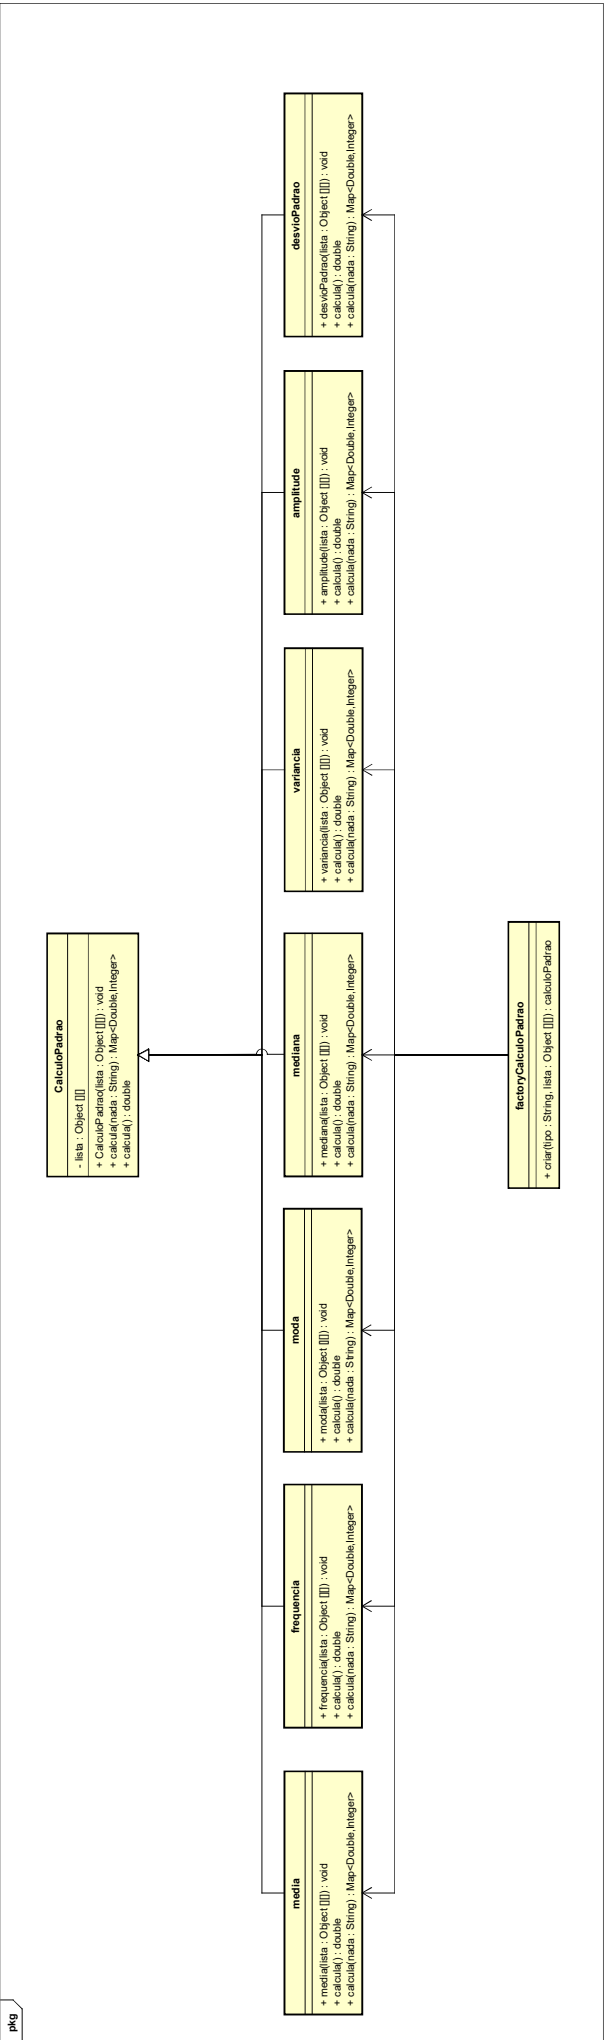 pkg
CalculoPadrao
- lista : Object [][]
+ CalculoPadrao(lista : Object [][]) : void
+ calcula(nada : String) : Map<Double,Integer>
+ calcula() : double
media
+ media(lista : Object [][]) : void
+ calcula() : double
+ calcula(nada : String) : Map<Double,Integer>
frequencia
+ frequencia(lista : Object [][]) : void
+ calcula() : double
+ calcula(nada : String) : Map<Double,Integer>
moda
+ moda(lista : Object [][]) : void
+ calcula() : double
+ calcula(nada : String) : Map<Double,Integer>
mediana
+ mediana(lista : Object [][]) : void
+ calcula() : double
+ calcula(nada : String) : Map<Double,Integer>
variancia
+ variancia(lista : Object [][]) : void
+ calcula() : double
+ calcula(nada : String) : Map<Double,Integer>
amplitude
+ amplitude(lista : Object [][]) : void
+ calcula() : double
+ calcula(nada : String) : Map<Double,Integer>
desvioPadrao
+ desvioPadrao(lista : Object [][]) : void
+ calcula() : double
+ calcula(nada : String) : Map<Double,Integer>
factoryCalculoPadrao
+ criar(tipo : String, lista : Object [][]) : calculoPadrao